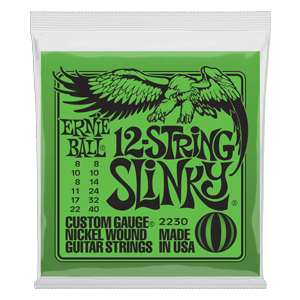 ERNIE
BALL®
12-STRING
SLINKY®
8 8
10 10
8 14
11 24
17 32
22 40
CUSTOM GAUGE® 2230
NICKEL WOUND MADE
GUITAR STRINGS IN USA